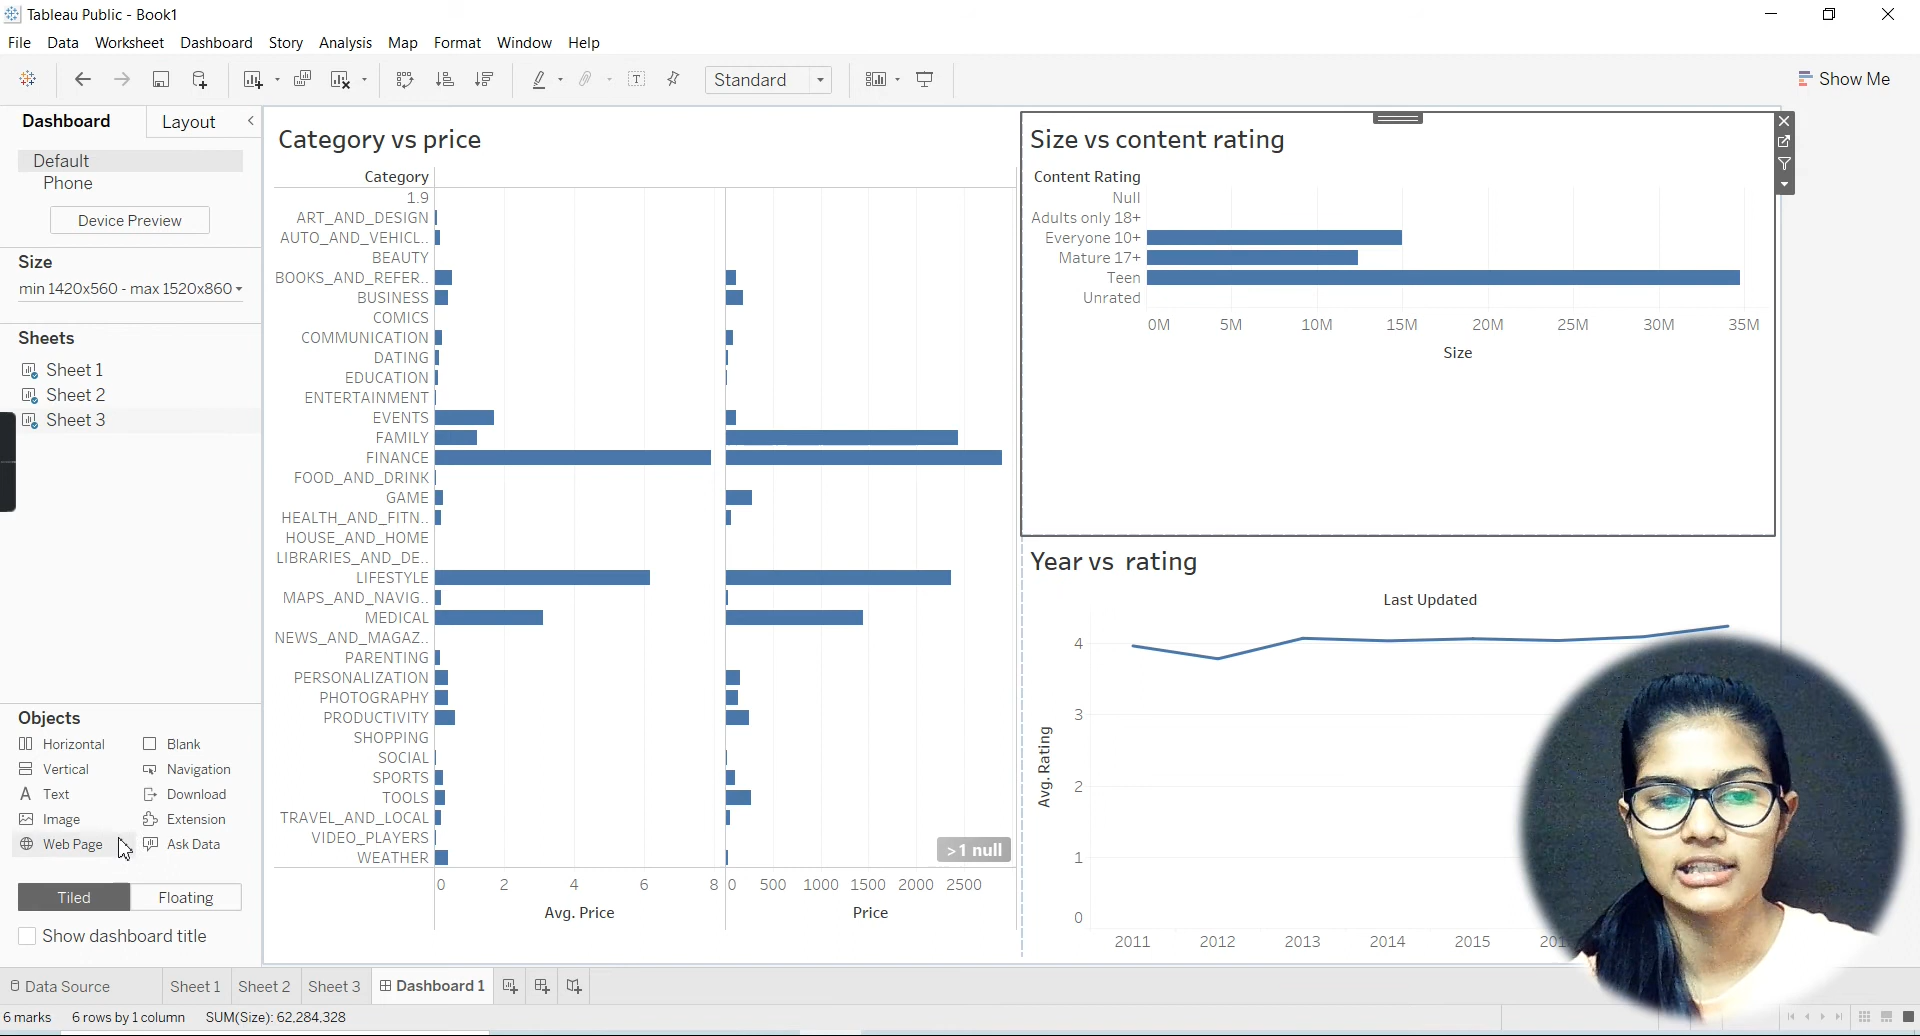 Tableau Public - Book1
File Data Worksheet Dashboard Story Analysis Map Format Window Help
Standard
Show Me
Dashboard
Layout
Default
Phone
Device Preview
Size
min 1420x560 - max 1520x860
Sheets
Sheet 1
Sheet 2
Sheet 3
Objects
Horizontal
Blank
Vertical
Navigation
Text
Download
Image
Extension
Web Page
Ask Data
Tiled
Floating
Show dashboard title
Category vs price
Category
1.9
ART_AND_DESIGN
AUTO_AND_VEHICL..
BEAUTY
BOOKS_AND_REFER..
BUSINESS
COMICS
COMMUNICATION
DATING
EDUCATION
ENTERTAINMENT
EVENTS
FAMILY
FINANCE
FOOD_AND_DRINK
GAME
HEALTH_AND_FITN..
HOUSE_AND_HOME
LIBRARIES_AND_DE..
LIFESTYLE
MAPS_AND_NAVIG..
MEDICAL
NEWS_AND_MAGAZ..
PARENTING
PERSONALIZATION
PHOTOGRAPHY
PRODUCTIVITY
SHOPPING
SOCIAL
SPORTS
TOOLS
TRAVEL_AND_LOCAL
VIDEO_PLAYERS
WEATHER
>1 null
0 2 4 6 8 0 500 1000 1500 2000 2500
Avg. Price
Price
Size vs content rating
Content Rating
Null
Adults only 18+
Everyone 10+
Mature 17+
Teen
Unrated
0M 5M 10M 15M 20M 25M 30M 35M
Size
Year vs rating
Last Updated
4
3
2
1
0
Avg. Rating
2011 2012 2013 2014 2015
Data Source
Sheet 1
Sheet 2
Sheet 3
Dashboard 1
6 marks 6 rows by 1 column SUM(Size): 62,284,328